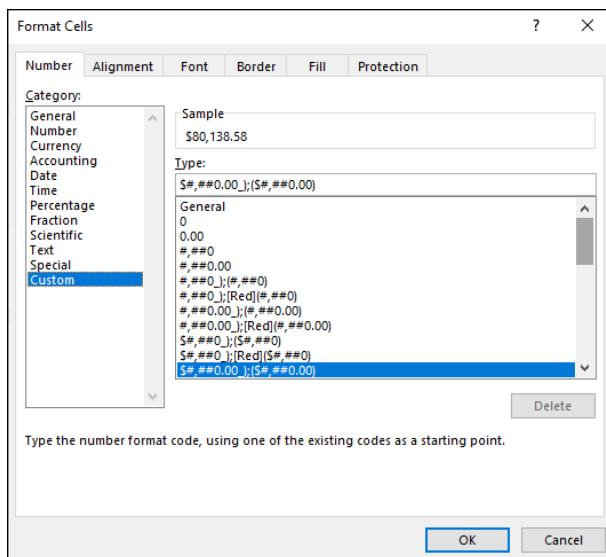 Format Cells ? ×
Number Alignment Font Border Fill Protection
Category:
General
Number
Currency
Accounting
Date
Time
Percentage
Fraction
Scientific
Text
Special
Custom
Sample
$80,138.58
Type:
$#,##0.00_);($#,##0.00)
General
0
0.00
#,##0
#,##0.00
#,##0_);(#,##0)
#,##0_);[Red](#,##0)
#,##0.00_);(#,##0.00)
#,##0.00_);[Red](#,##0.00)
$#,##0_);($#,##0)
$#,##0_);[Red]($#,##0)
$#,##0.00_);($#,##0.00)
Delete
Type the number format code, using one of the existing codes as a starting point.
OK Cancel